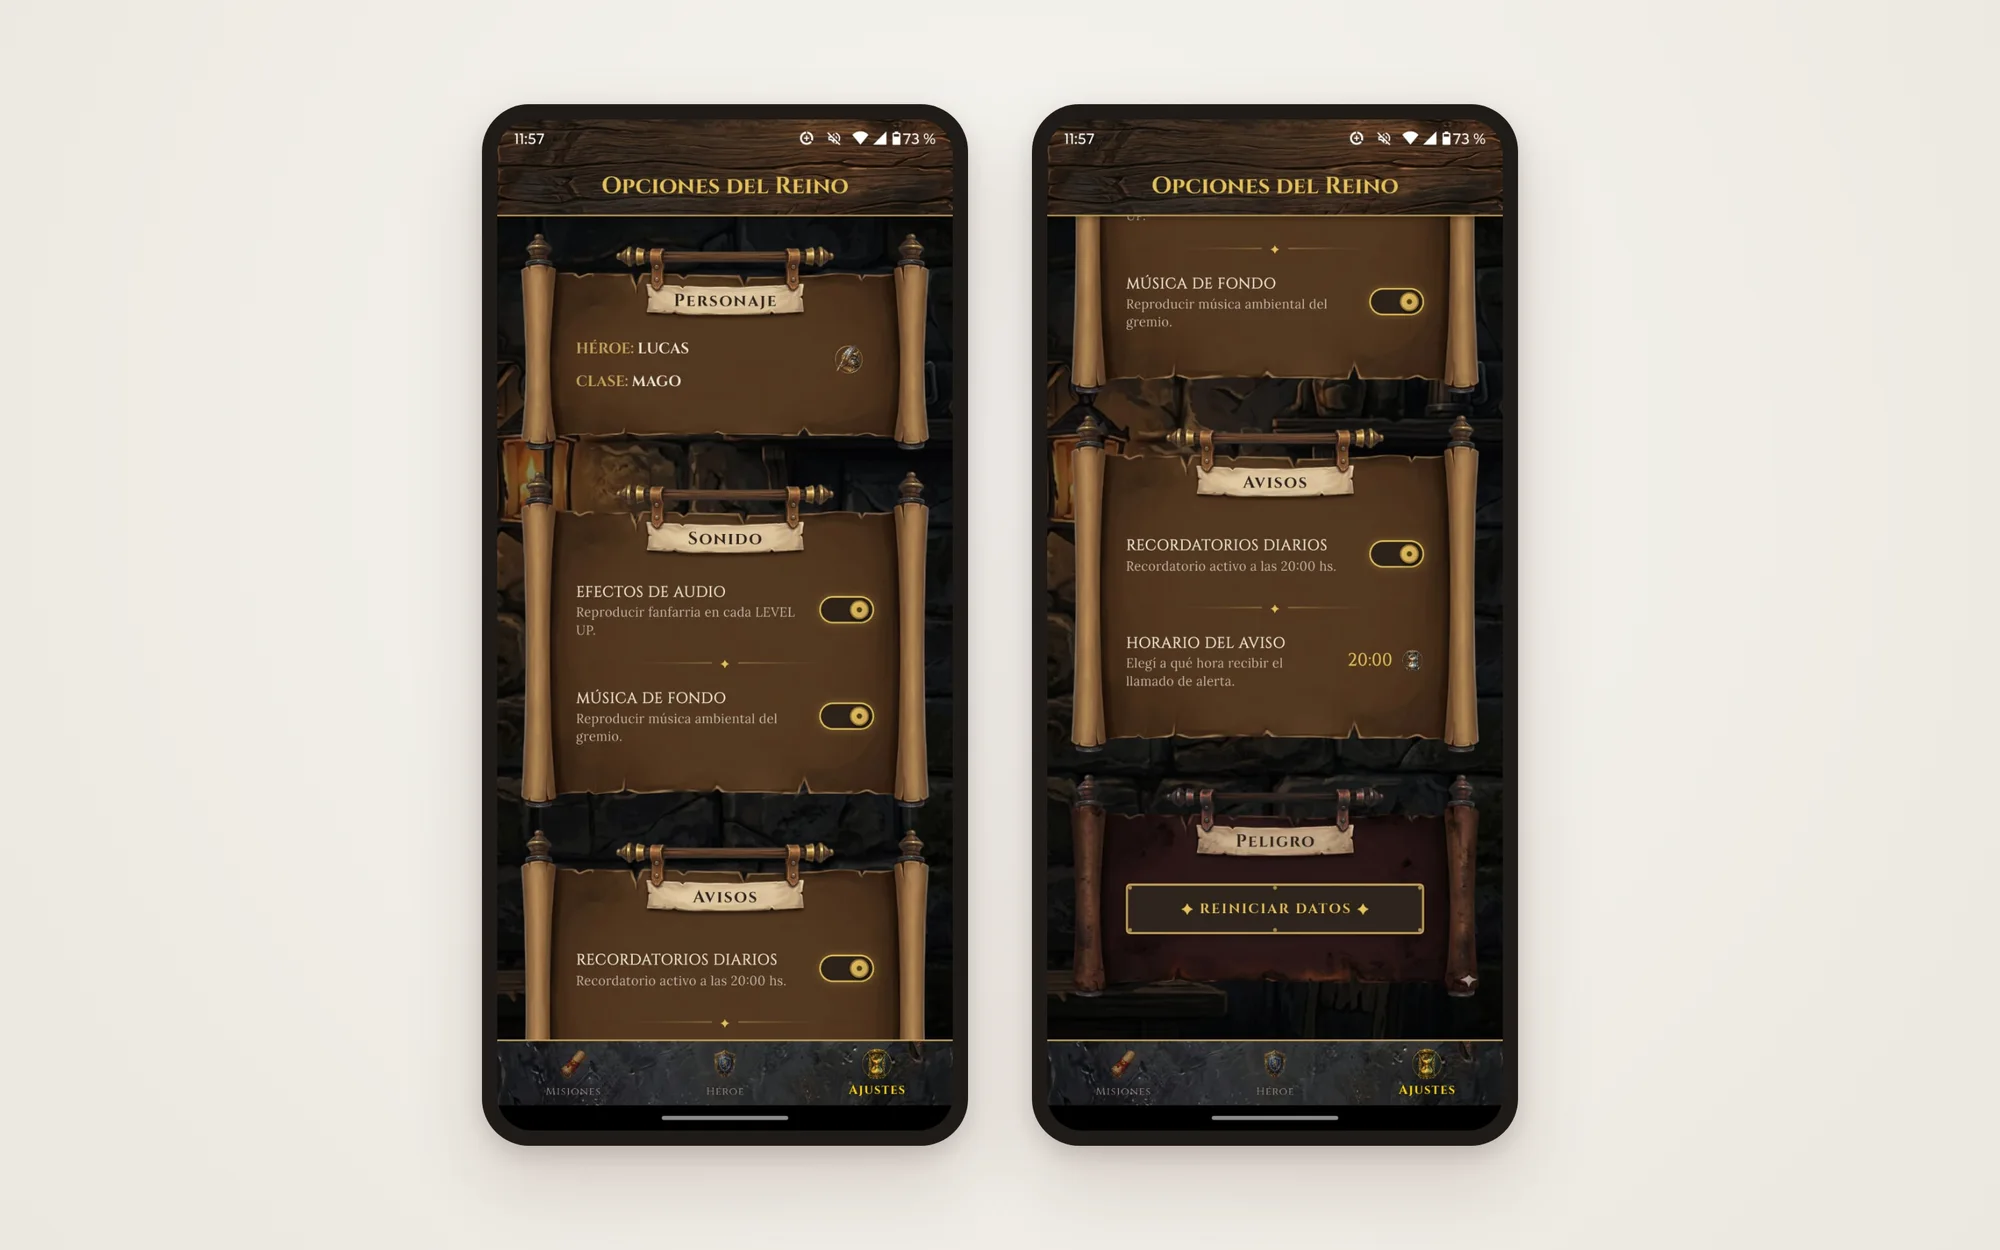 11:57
73 %
Opciones del Reino
Personaje
HÉROE: LUCAS
CLASE: MAGO
Sonido
EFECTOS DE AUDIO
Reproducir fanfarria en cada LEVEL
UP.
MÚSICA DE FONDO
Reproducir música ambiental del
gremio.
Avisos
RECORDATORIOS DIARIOS
Recordatorio activo a las 20:00 hs.
Misiones
Héroe
Ajustes
11:57
73 %
Opciones del Reino
UP.
MÚSICA DE FONDO
Reproducir música ambiental del
gremio.
Avisos
RECORDATORIOS DIARIOS
Recordatorio activo a las 20:00 hs.
HORARIO DEL AVISO
Elegí a qué hora recibir el
llamado de alerta.
20:00
Peligro
REINICIAR DATOS
Misiones
Héroe
Ajustes